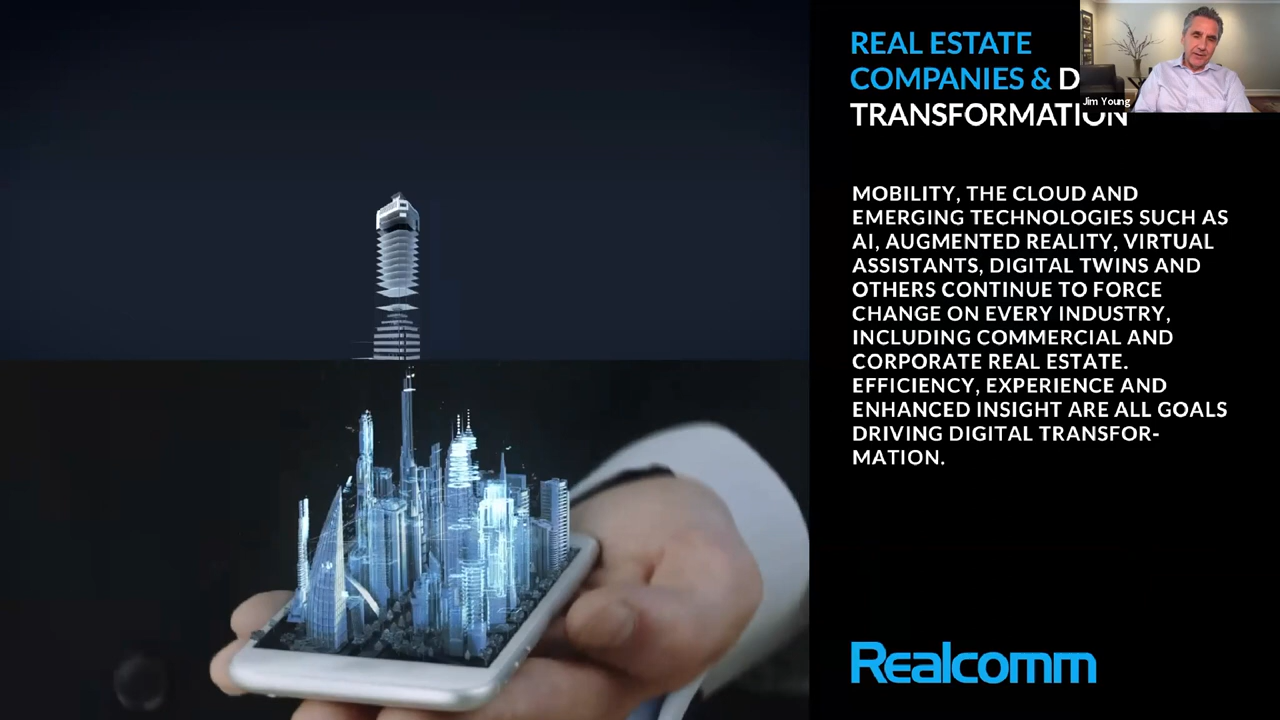 REAL ESTATE
COMPANIES & D
TRANSFORMATION
Jim Young
MOBILITY, THE CLOUD AND
EMERGING TECHNOLOGIES SUCH AS
AI, AUGMENTED REALITY, VIRTUAL
ASSISTANTS, DIGITAL TWINS AND
OTHERS CONTINUE TO FORCE
CHANGE ON EVERY INDUSTRY,
INCLUDING COMMERCIAL AND
CORPORATE REAL ESTATE.
EFFICIENCY, EXPERIENCE AND
ENHANCED INSIGHT ARE ALL GOALS
DRIVING DIGITAL TRANSFOR-
MATION.
Realcomm